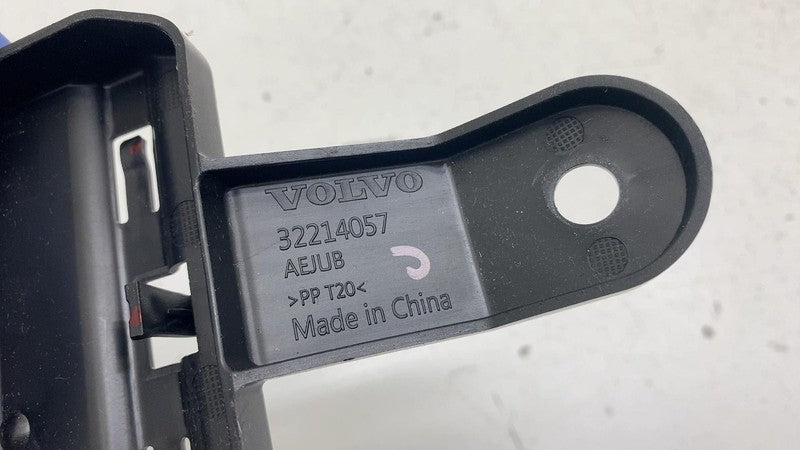 VOLVO
32214057
AEJUB
>PP T20<
Made in China